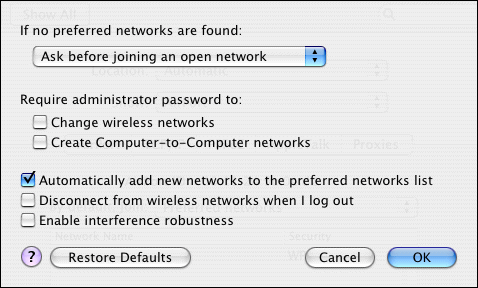 Show All
If no preferred networks are found:
Ask before joining an open network
Location: Automatic
Require administrator password to:
Change wireless networks
Create Computer-to-Computer networks
Proxies
Automatically add new networks to the preferred networks list
Disconnect from wireless networks when I log out
Preferred networks
Enable interference robustness
Network Name Security
?
Restore Defaults
Cancel
OK